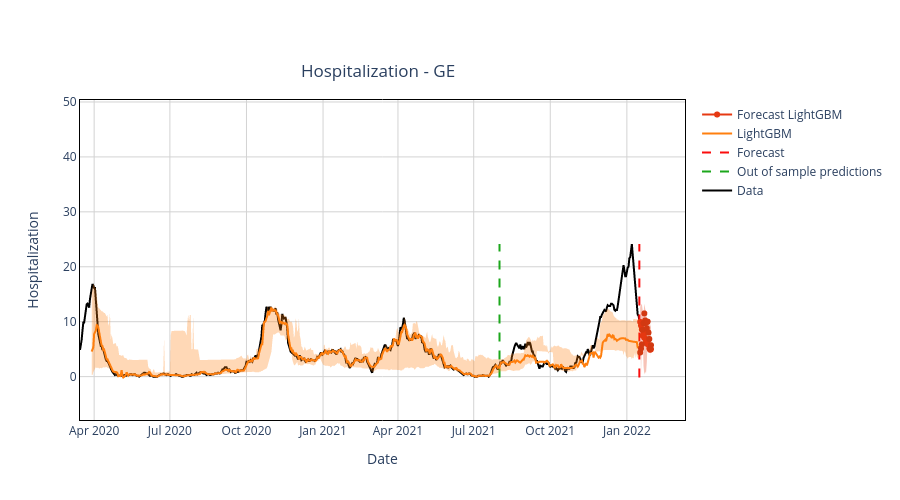 Hospitalization - GE
50
40
30
20
10
0
Hospitalization
Apr 2020
Jul 2020
Oct 2020
Jan 2021
Apr 2021
Jul 2021
Oct 2021
Jan 2022
Date
Forecast LightGBM
LightGBM
Forecast
Out of sample predictions
Data